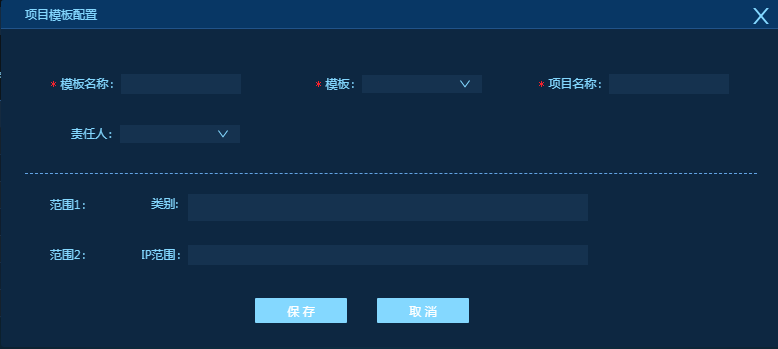 项目模板配置 X
* 模板名称: * 模板: * 项目名称:
责任人:
范围1: 类别:
范围2: IP范围:
保存 取消